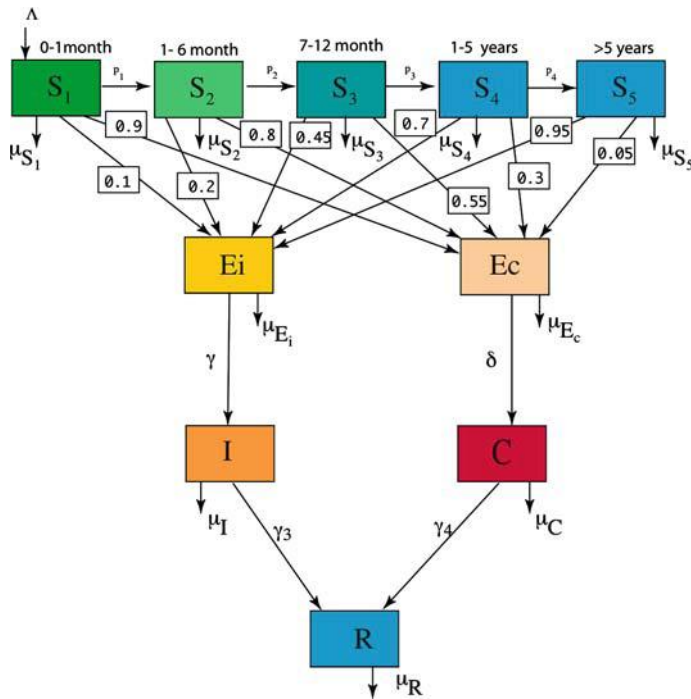 Λ
0-1month 1- 6 month 7-12 month 1-5 years >5 years
S1 p1 S2 p2 S3 p3 S4 p4 S5
μS1 0.9 μS2 0.8 0.45 μS3 0.7 μS4 0.95 μS5
0.1 0.2 0.55 0.3 0.05
Ei Ec
μEi μEc
γ δ
I C
μI γ3 γ4 μC
R
μR